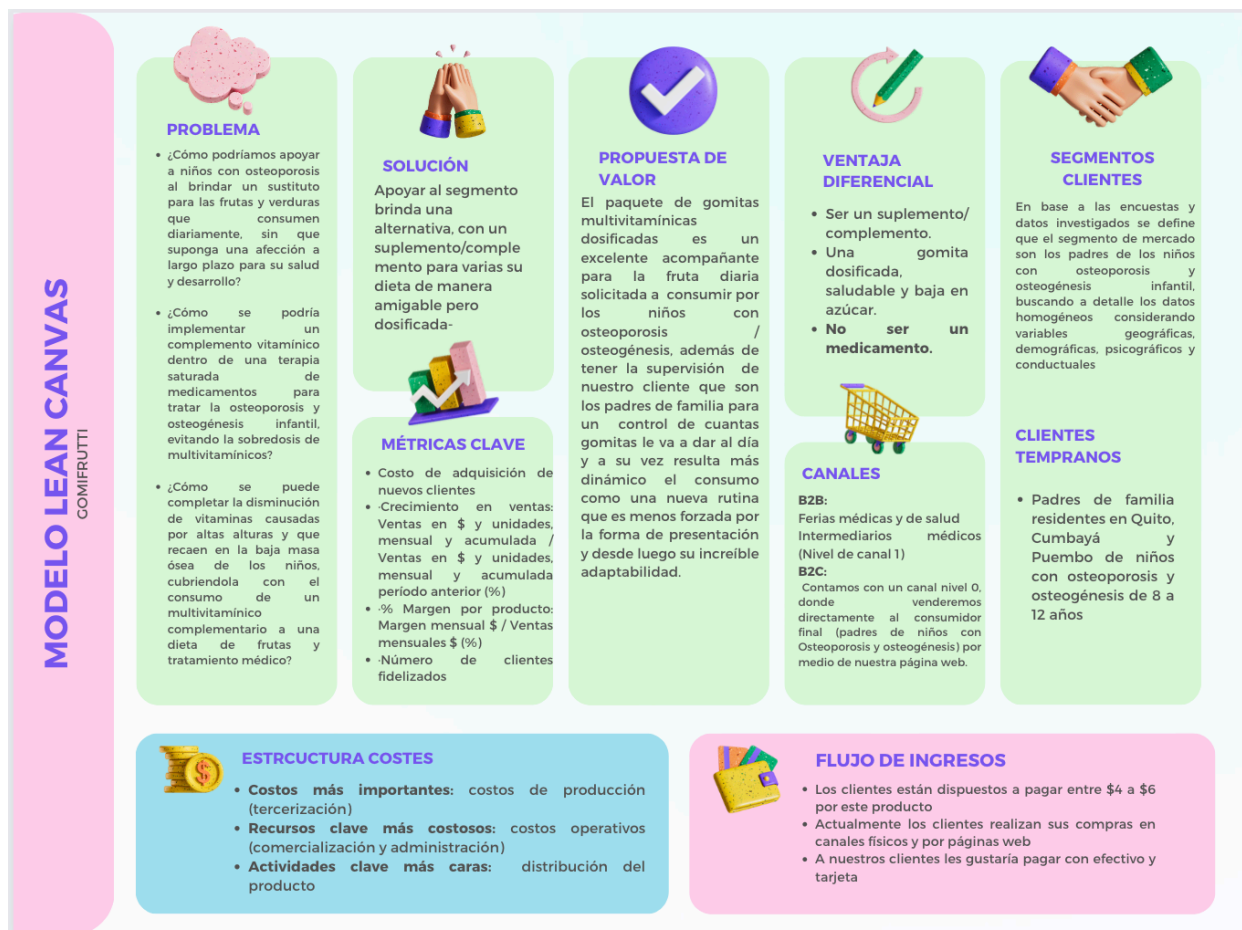 MODELO LEAN CANVAS
GOMIFRUTTI
PROBLEMA
• ¿Cómo podríamos apoyar
a niños con osteoporosis
al brindar un sustituto
para las frutas y verduras
que consumen
diariamente, sin que
suponga una afección a
largo plazo para su salud
y desarrollo?
• ¿Cómo se podría
implementar un
complemento vitamínico
dentro de una terapia
saturada de
medicamentos para
tratar la osteoporosis y
osteogénesis infantil,
evitando la sobredosis de
multivitamínicos?
• ¿Cómo se puede
completar la disminución
de vitaminas causadas
por altas alturas y que
recaen en la baja masa
ósea de los niños,
cubriendola con el
consumo de un
multivitamínico
complementario a una
dieta de frutas y
tratamiento médico?
SOLUCIÓN
Apoyar al segmento
brinda una
alternativa, con un
suplemento/comple
mento para varias su
dieta de manera
amigable pero
dosificada-
MÉTRICAS CLAVE
• Costo de adquisición de
nuevos clientes
• ·Crecimiento en ventas:
Ventas en $ y unidades,
mensual y acumulada /
Ventas en $ y unidades,
mensual y acumulada
período anterior (%)
• ·% Margen por producto:
Margen mensual $ / Ventas
mensuales $ (%)
• ·Número de clientes
fidelizados
PROPUESTA DE
VALOR
El paquete de gomitas
multivitamínicas
dosificadas es un
excelente acompañante
para la fruta diaria
solicitada a consumir por
los niños con
osteoporosis /
osteogénesis, además de
tener la supervisión de
nuestro cliente que son
los padres de familia para
un control de cuantas
gomitas le va a dar al día
y a su vez resulta más
dinámico el consumo
como una nueva rutina
que es menos forzada por
la forma de presentación
y desde luego su increíble
adaptabilidad.
VENTAJA
DIFERENCIAL
• Ser un suplemento/
complemento.
• Una gomita
dosificada,
saludable y baja en
azúcar.
• No ser un
medicamento.
CANALES
B2B:
Ferias médicas y de salud
Intermediarios médicos
(Nivel de canal 1)
B2C:
Contamos con un canal nivel 0,
donde venderemos
directamente al consumidor
final (padres de niños con
Osteoporosis y osteogénesis) por
medio de nuestra página web.
SEGMENTOS
CLIENTES
En base a las encuestas y
datos investigados se define
que el segmento de mercado
son los padres de los niños
con osteoporosis y
osteogénesis infantil,
buscando a detalle los datos
homogéneos considerando
variables geográficas,
demográficas, psicográficos y
conductuales
CLIENTES
TEMPRANOS
• Padres de familia
residentes en Quito,
Cumbayá y
Puembo de niños
con osteoporosis y
osteogénesis de 8 a
12 años
ESTRCUCTURA COSTES
• Costos más importantes: costos de producción
(tercerización)
• Recursos clave más costosos: costos operativos
(comercialización y administración)
• Actividades clave más caras: distribución del
producto
FLUJO DE INGRESOS
• Los clientes están dispuestos a pagar entre $4 a $6
por este producto
• Actualmente los clientes realizan sus compras en
canales físicos y por páginas web
• A nuestros clientes les gustaría pagar con efectivo y
tarjeta